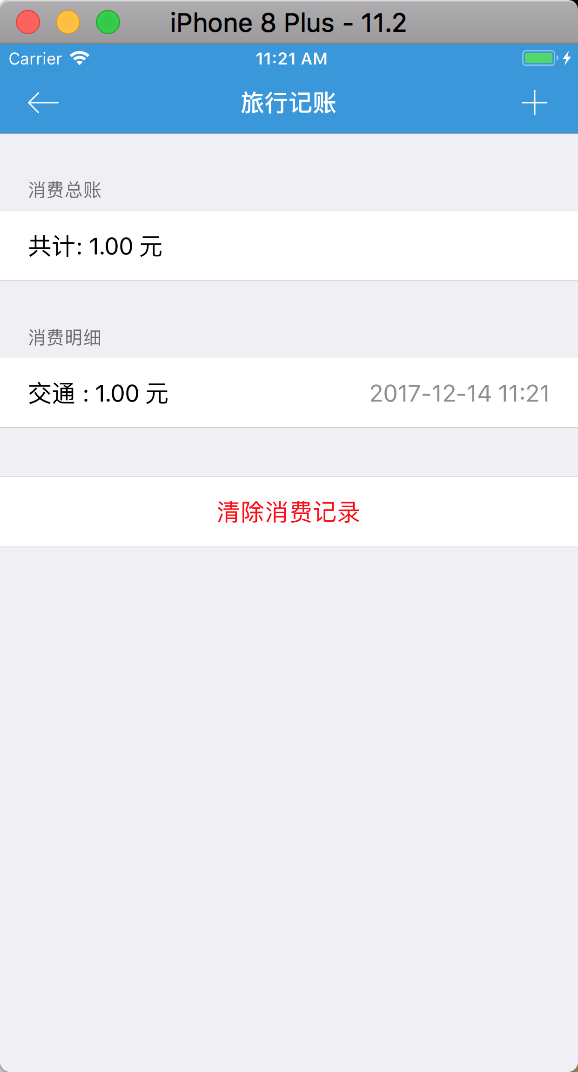 iPhone 8 Plus - 11.2
Carrier 11:21 AM
旅行记账
消费总账
共计: 1.00 元
消费明细
交通 : 1.00 元 2017-12-14 11:21
清除消费记录